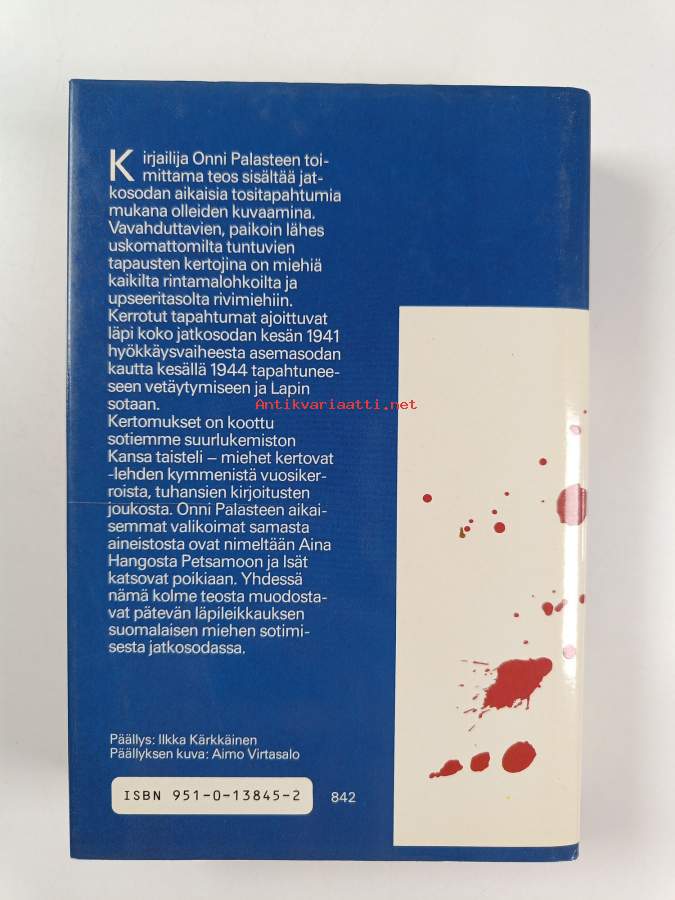 Kirjailija Onni Palasteen toi-
mittama teos sisältää jat-
kosodan aikaisia tositapahtumia
mukana olleiden kuvaamina.
Vavahduttavien, paikoin lähes
uskomattomilta tuntuvien
tapausten kertojina on miehiä
kaikilta rintamalohkoilta ja
upseeritasolta rivimiehiin.
Kerrotut tapahtumat ajoittuvat
läpi koko jatkosodan kesän 1941
hyökkäysvaiheesta asemasodan
kautta kesällä 1944 tapahtunee-
seen vetäytymiseen ja Lapin
sotaan.
Antikvariaatti.net
Kertomukset on koottu
sotiemme suurlukemiston
Kansa taisteli – miehet kertovat
-lehden kymmenistä vuosiker-
roista, tuhansien kirjoitusten
joukosta. Onni Palasteen aikai-
semmat valikoimat samasta
aineistosta ovat nimeltään Aina
Hangosta Petsamoon ja Isät
katsovat poikiaan. Yhdessä
nämä kolme teosta muodosta-
vat pätevän läpileikkauksen
suomalaisen miehen sotimi-
sesta jatkosodassa.
Päällys: Ilkka Kärkkäinen
Päällyksen kuva: Aimo Virtasalo
ISBN 951-0-13845-2 842